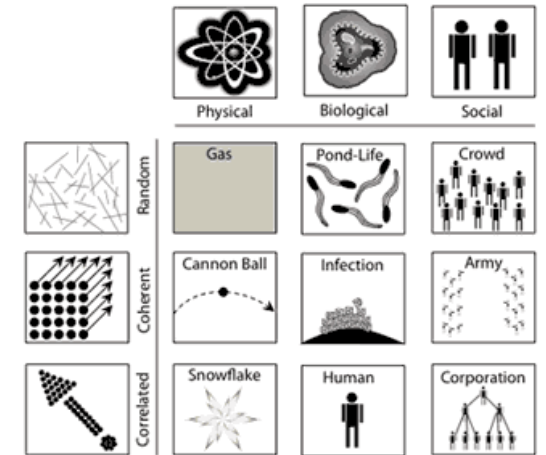 Physical
Biological
Social
Random
Gas
Pond-Life
Crowd
Coherent
Cannon Ball
Infection
Army
Correlated
Snowflake
Human
Corporation